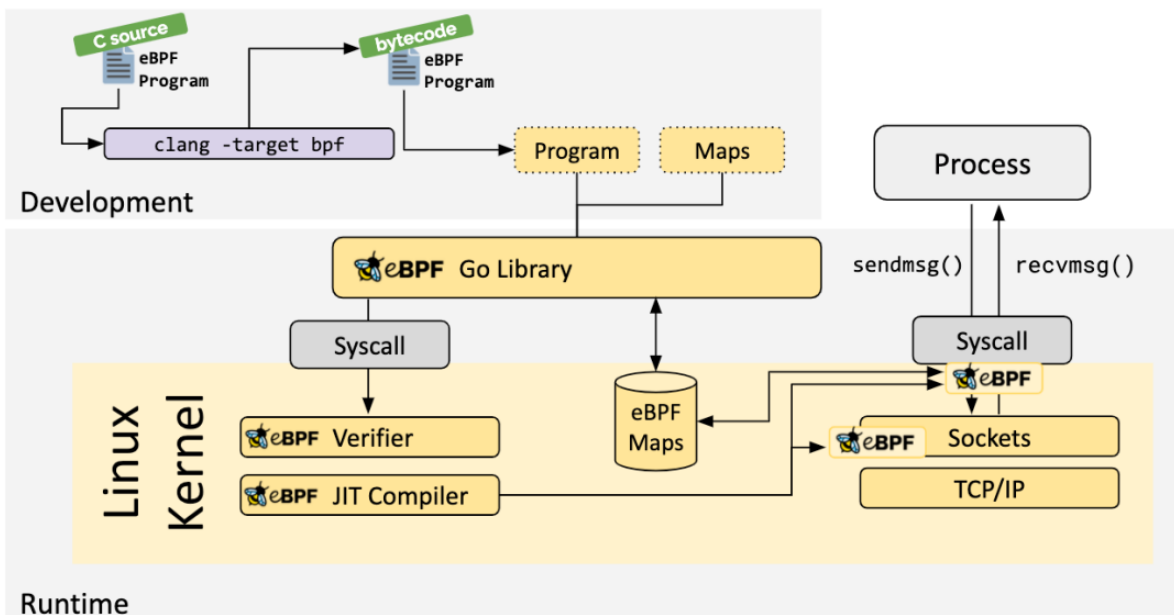 C source
eBPF
Program
bytecode
eBPF
Program
clang -target bpf
Program
Maps
Development
Process
eBPF Go Library
sendmsg()
recvmsg()
Syscall
Syscall
eBPF
Linux
Kernel
eBPF Verifier
eBPF
Maps
eBPF
Sockets
eBPF JIT Compiler
TCP/IP
Runtime